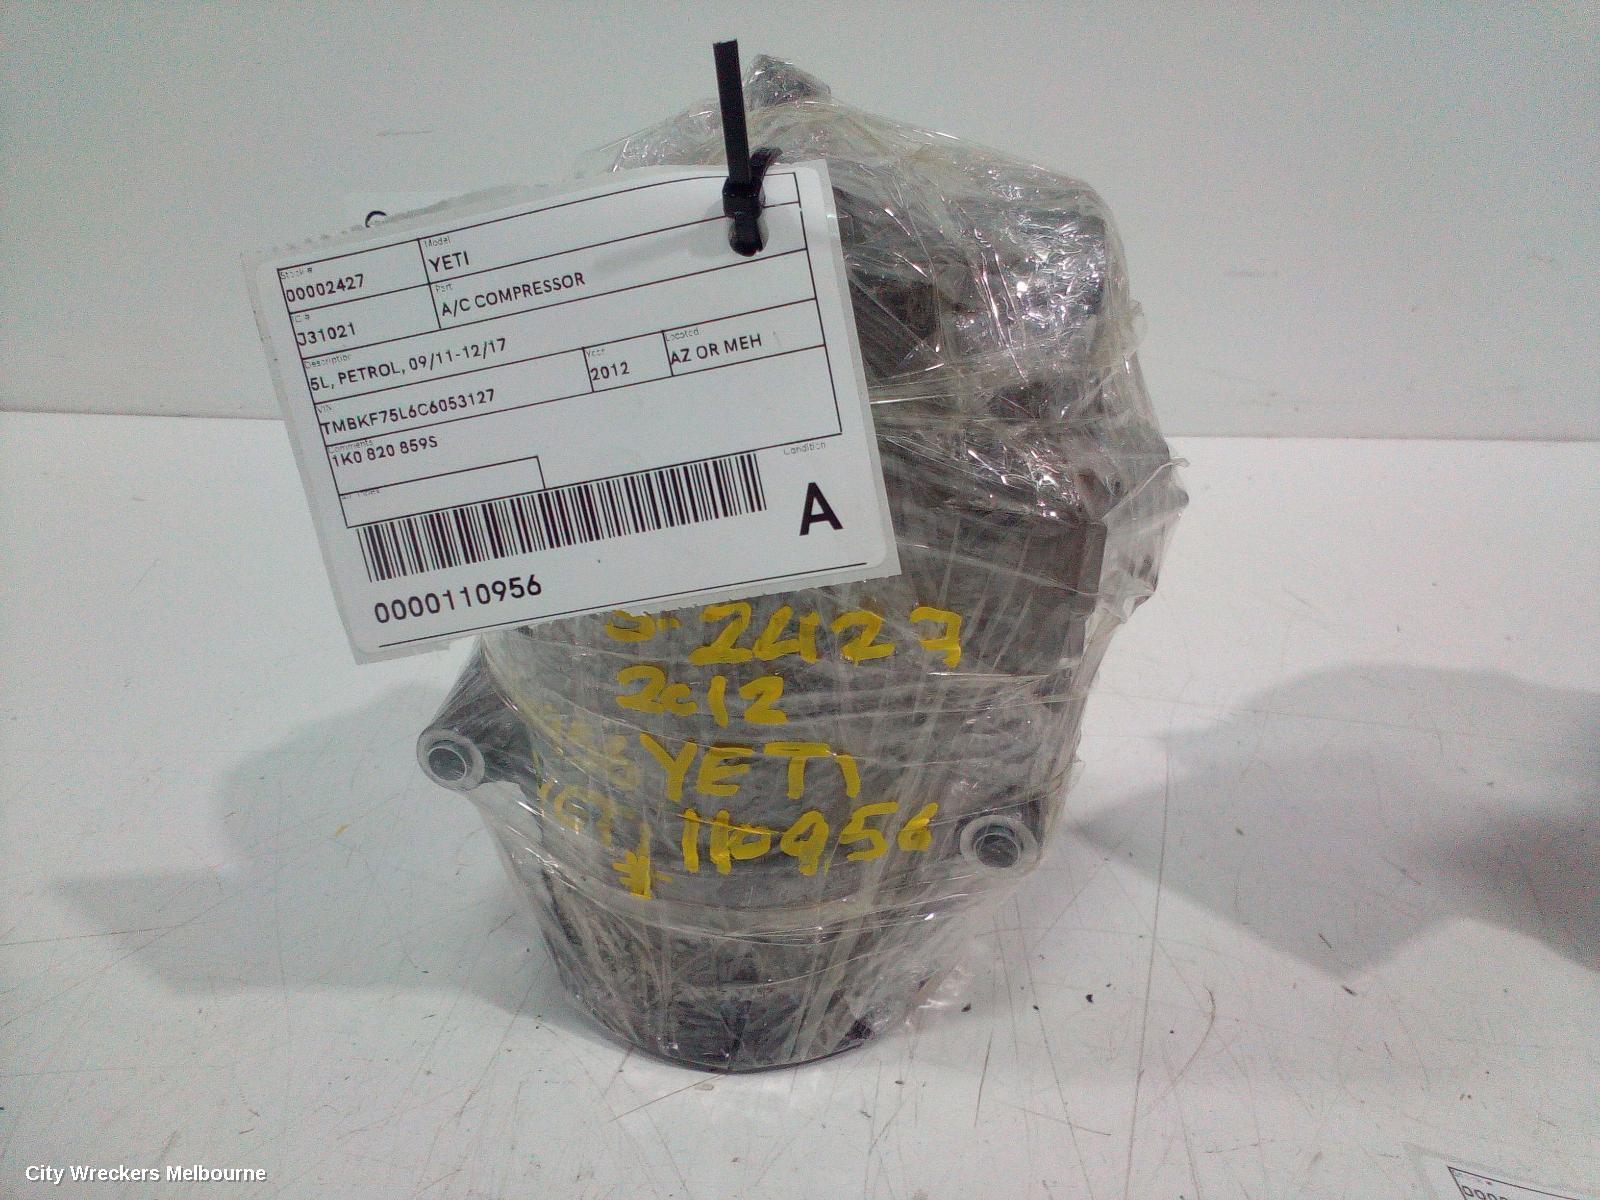 Stock #
Model
00002427
YETI
IC #
Part
J31021
A/C COMPRESSOR
Description
5L, PETROL, 09/11-12/17
Year
Located
2012
AZ OR MEH
VIN
TMBKF75L6C6053127
Comments
1K0 820 859S
Condition
A
0000110956
2427
2012
YETI
110956
City Wreckers Melbourne